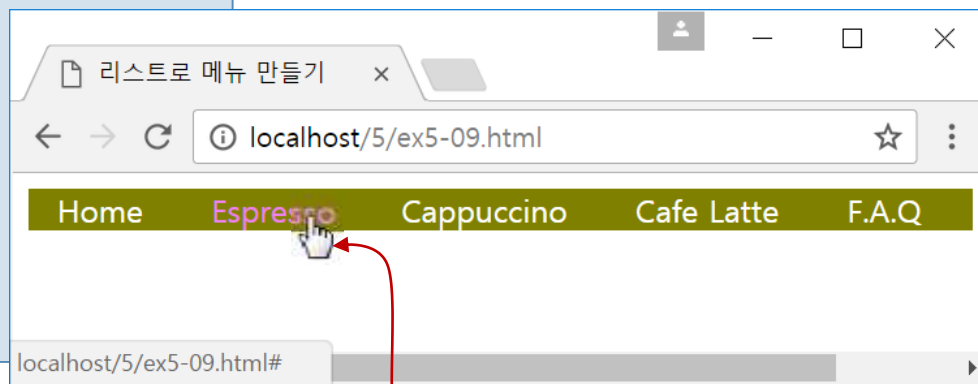 리스트로 메뉴 만들기
localhost/5/ex5-09.html
Home Espresso Cappuccino Cafe Latte F.A.Q
localhost/5/ex5-09.html#